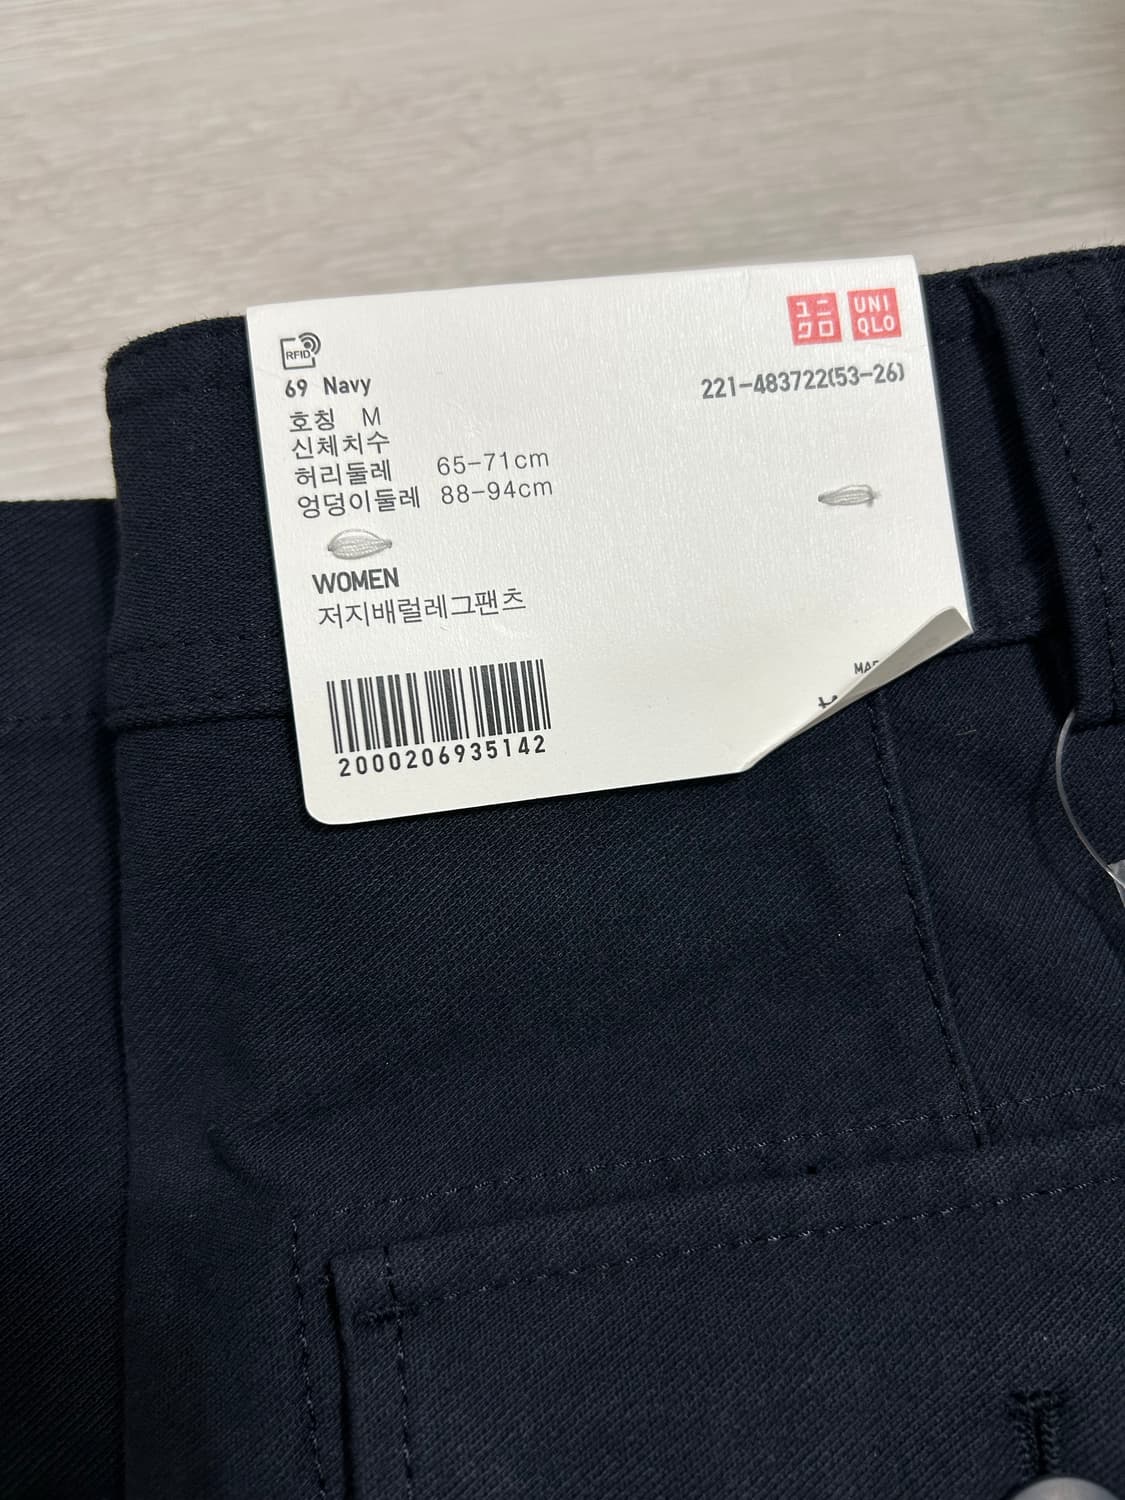 ユニ UNI
クロ QLO
RFID
69 Navy
221-483722(53-26)
호칭 M
신체치수
허리둘레 65-71cm
엉덩이둘레 88-94cm
WOMEN
저지배럴레그팬츠
2000206935142